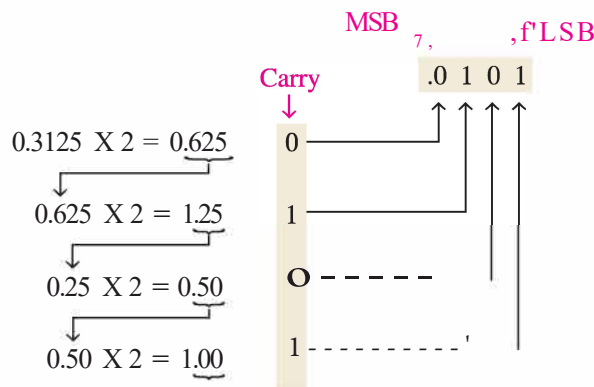 MSB 7, ,f'LSB
.0 1 0 1
Carry
0.3125 X 2 = 0.625 0
0.625 X 2 = 1.25 1
0.25 X 2 = 0.50 O
0.50 X 2 = 1.00 1 '